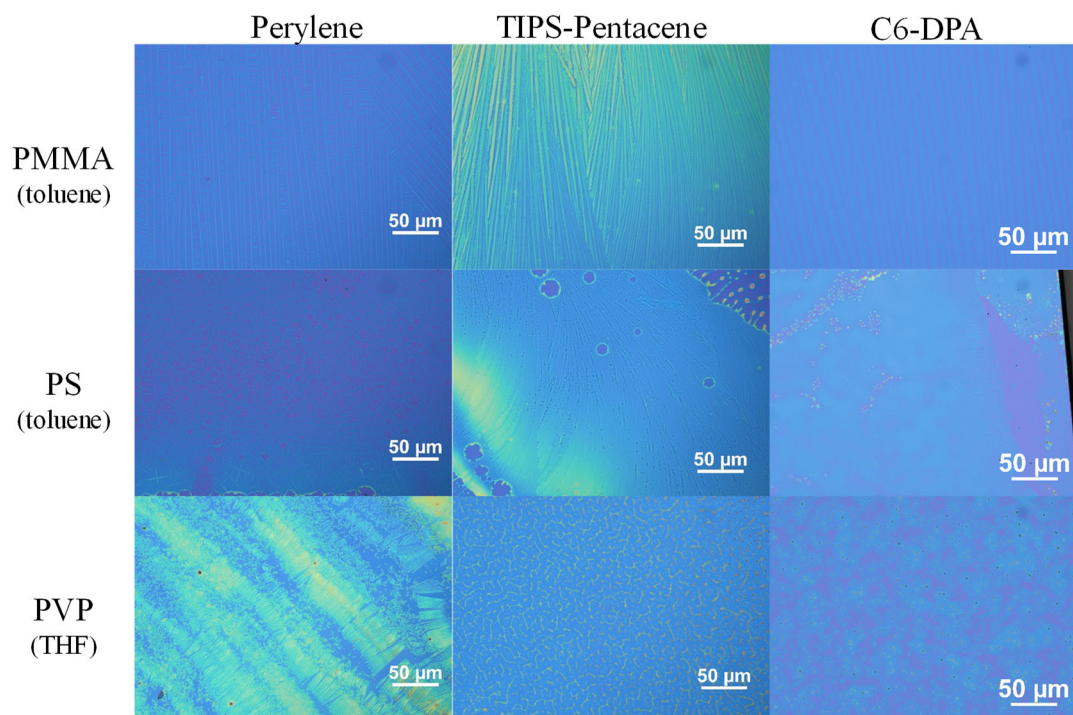 Perylene TIPS-Pentacene C6-DPA
PMMA
(toluene)
50 µm 50 µm 50 µm
PS
(toluene)
50 µm 50 µm 50 µm
PVP
(THF)
50 µm 50 µm 50 µm